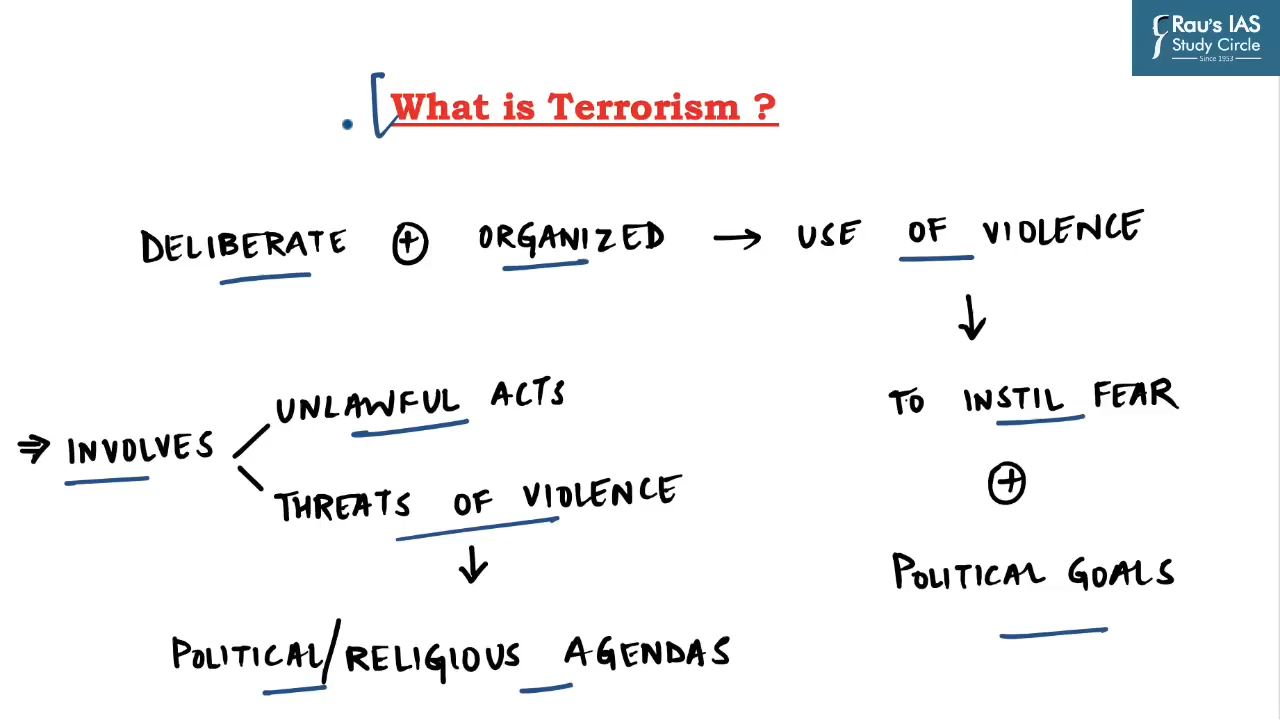 Rau's IAS
Study Circle
Since 1953
What is Terrorism ?
DELIBERATE + ORGANIZED → USE OF VIOLENCE
↓
TO INSTIL FEAR
+
POLITICAL GOALS
⇒ INVOLVES
UNLAWFUL ACTS
THREATS OF VIOLENCE
↓
POLITICAL/RELIGIOUS AGENDAS